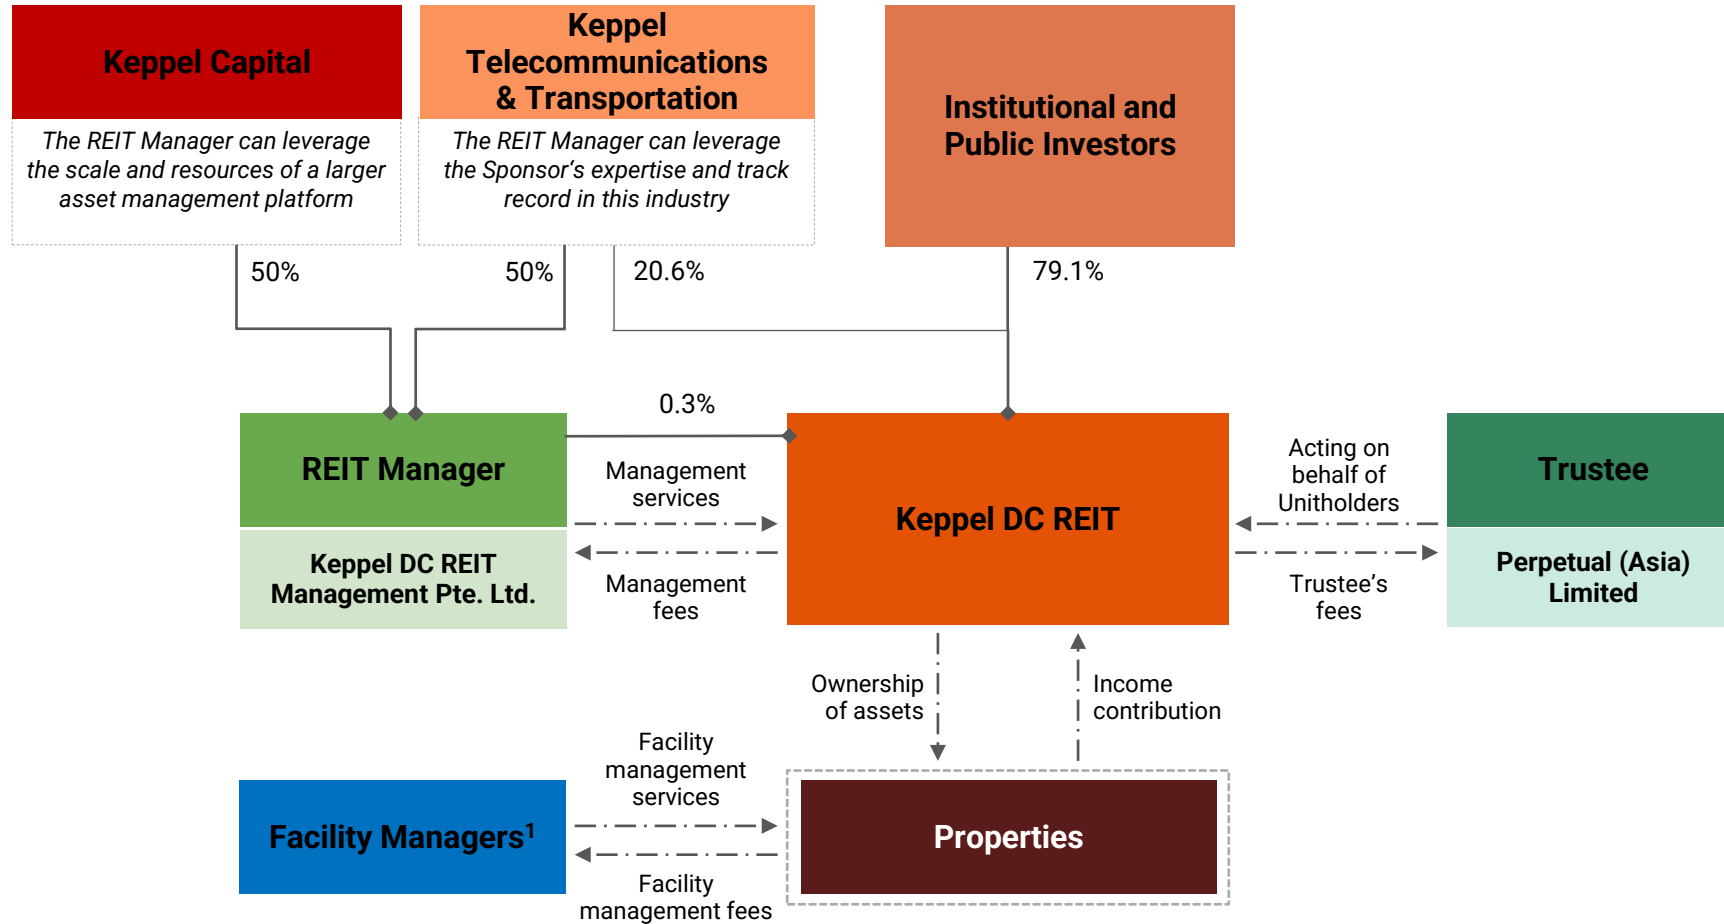 Keppel Capital
The REIT Manager can leverage
the scale and resources of a larger
asset management platform
Keppel
Telecommunications
& Transportation
The REIT Manager can leverage
the Sponsor‘s expertise and track
record in this industry
Institutional and
Public Investors
50%
50%
20.6%
79.1%
0.3%
REIT Manager
Keppel DC REIT
Management Pte. Ltd.
Management
services
Management
fees
Keppel DC REIT
Acting on
behalf of
Unitholders
Trustee’s
fees
Trustee
Perpetual (Asia)
Limited
Ownership
of assets
Income
contribution
Facility
management
services
Facility Managers¹
Facility
management fees
Properties